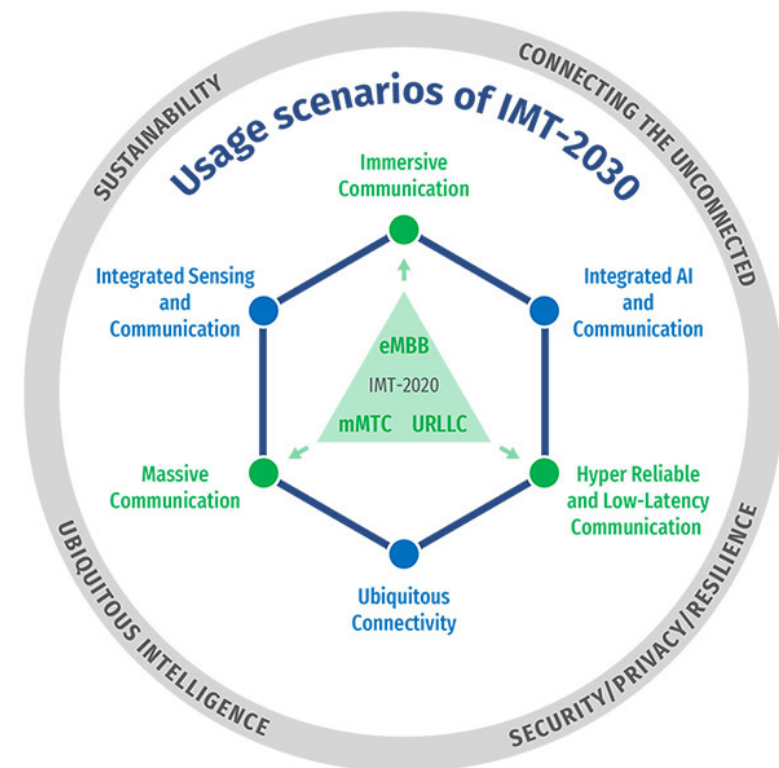 SUSTAINABILITY
CONNECTING THE UNCONNECTED
Usage scenarios of IMT-2030
Immersive
Communication
Integrated Sensing
and
Communication
Integrated AI
and
Communication
eMBB
IMT-2020
mMTC URLLC
Massive
Communication
Hyper Reliable
and Low-Latency
Communication
Ubiquitous
Connectivity
UBIQUITOUS INTELLIGENCE
SECURITY/PRIVACY/RESILIENCE